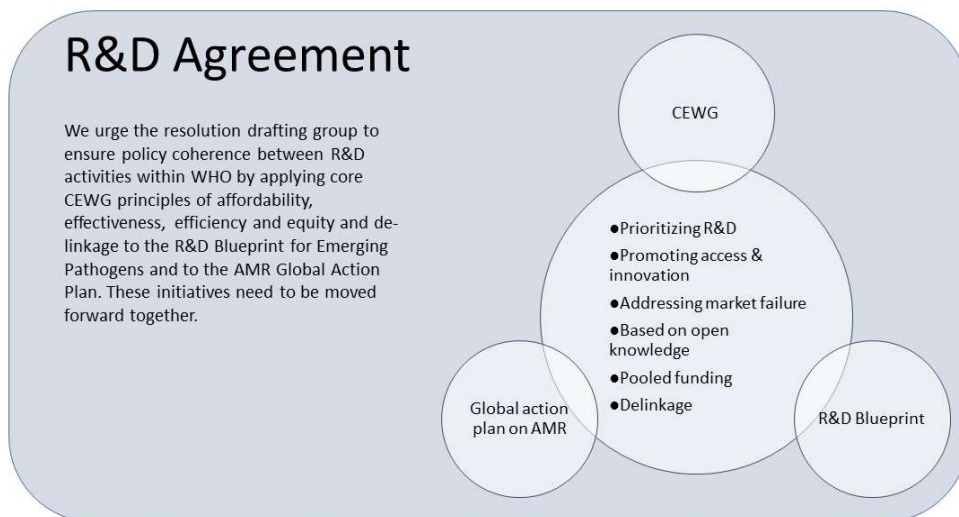 R&D Agreement
We urge the resolution drafting group to
ensure policy coherence between R&D
activities within WHO by applying core
CEWG principles of affordability,
effectiveness, efficiency and equity and de-
linkage to the R&D Blueprint for Emerging
Pathogens and to the AMR Global Action
Plan. These initiatives need to be moved
forward together.
CEWG
●Prioritizing R&D
●Promoting access &
innovation
●Addressing market failure
●Based on open
knowledge
●Pooled funding
●Delinkage
Global action
plan on AMR
R&D Blueprint